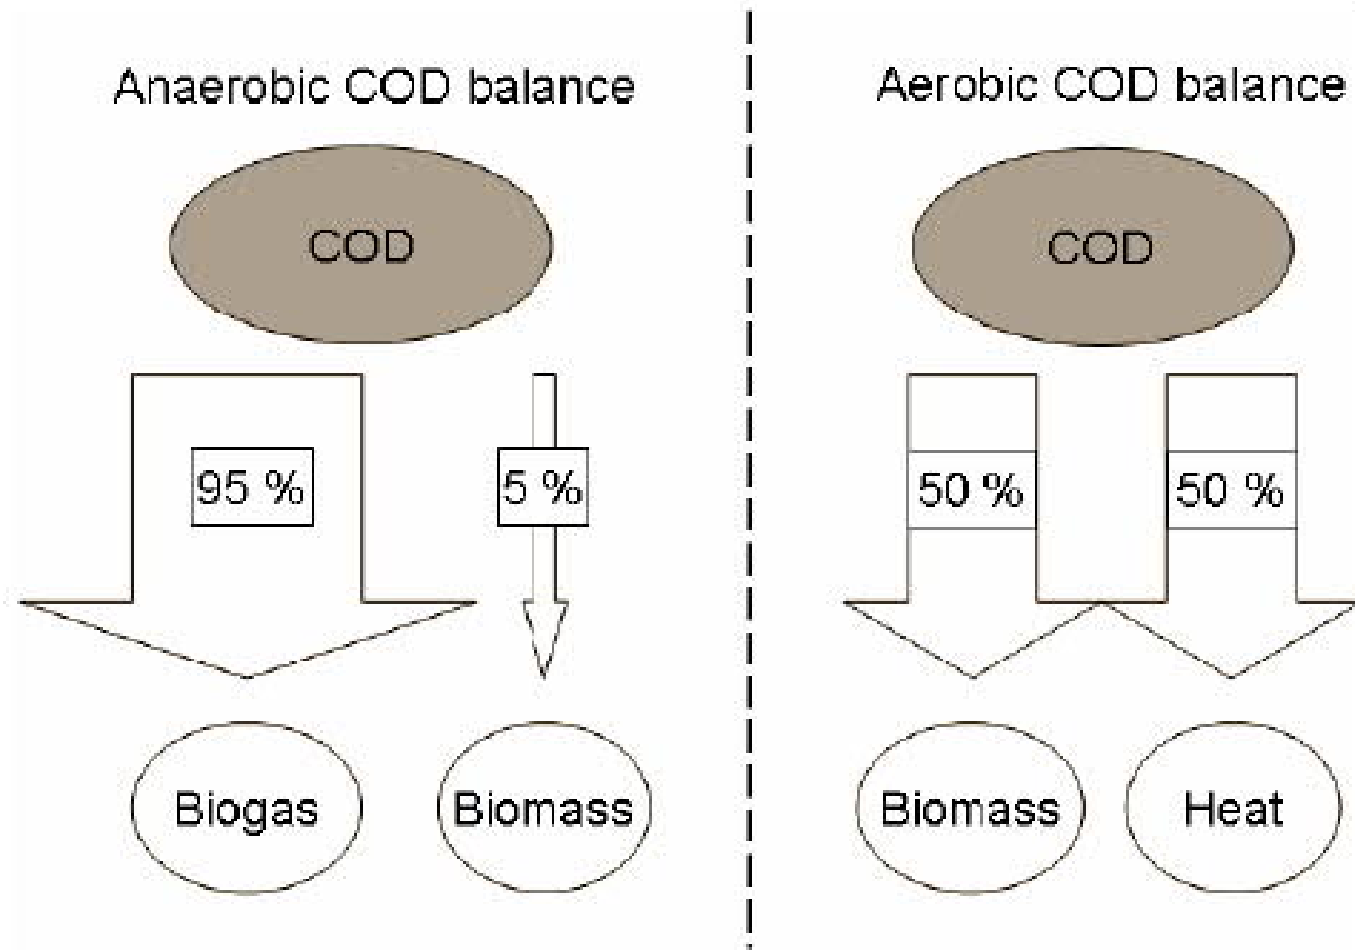 Anaerobic COD balance
COD
95 %
5 %
Biogas
Biomass
Aerobic COD balance
COD
50 %
50 %
Biomass
Heat